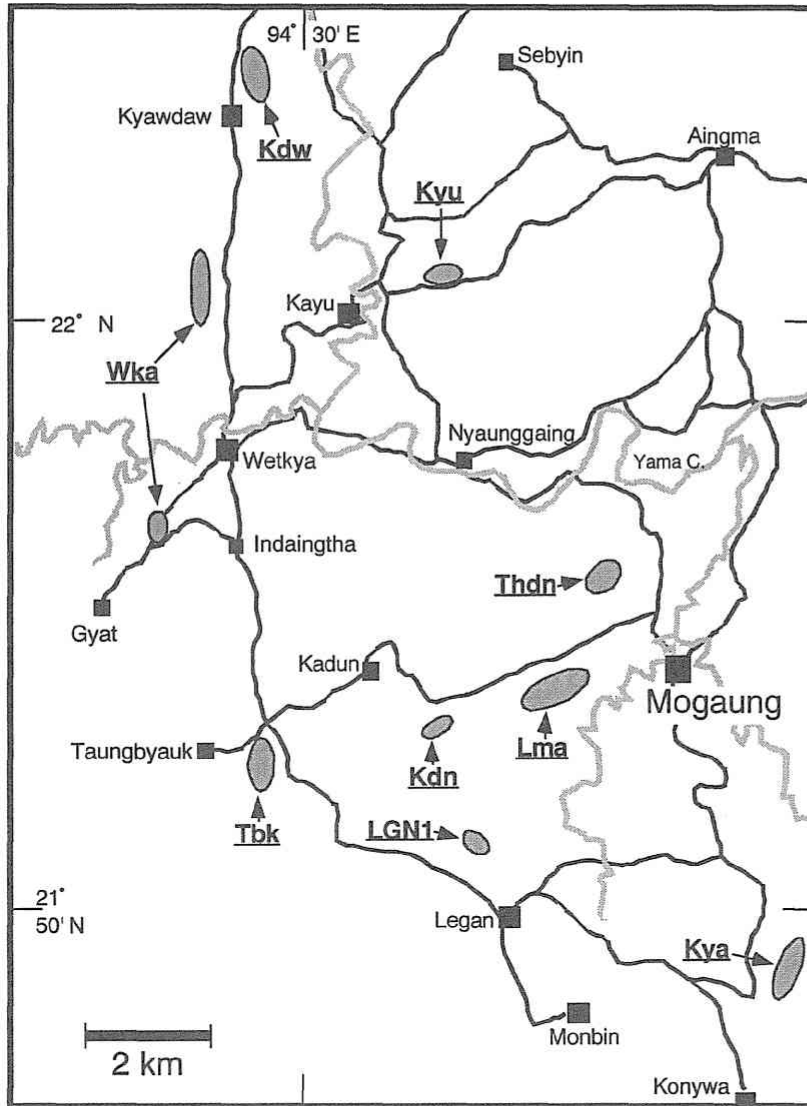 94° 30' E
Sebyin
Kyawdaw
Aingma
Kdw
Kyu
Kayu
22° N
Wka
Nyaunggaing
Wetkya
Yama C.
Indaingtha
Thdn
Gyat
Kadun
Mogaung
Taungbyauk
Kdn
Lma
Tbk
LGN1
21°
50' N
Legan
Kya
Monbin
2 km
Konywa